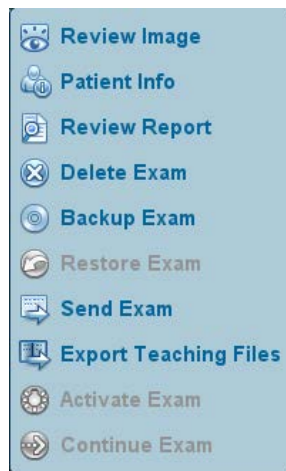 Review Image
Patient Info
Review Report
Delete Exam
Backup Exam
Restore Exam
Send Exam
Export Teaching Files
Activate Exam
Continue Exam